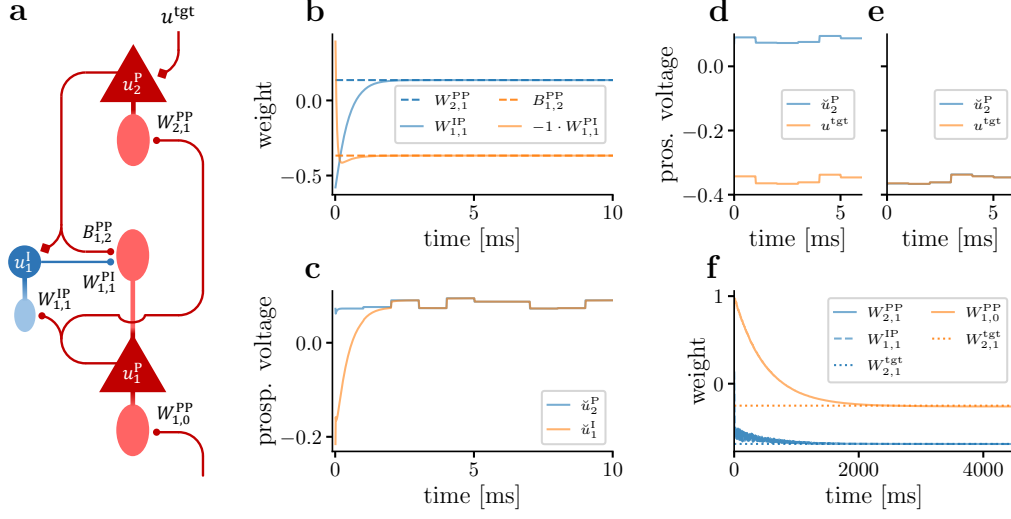 a
u^tgt
u_2^P
W_{2,1}^PP
B_{1,2}^PP
u_1^I
W_{1,1}^PI
W_{1,1}^IP
u_1^P
W_{1,0}^PP
b
weight
0.0
−0.5
W_{2,1}^PP
B_{1,2}^PP
W_{1,1}^IP
−1 · W_{1,1}^PI
0
5
10
time [ms]
c
prosp. voltage
0.0
−0.2
ŭ_2^P
ŭ_1^I
0
5
10
time [ms]
d
pros. voltage
0.0
−0.2
−0.4
ŭ_2^P
u^tgt
0
5
time [ms]
e
ŭ_2^P
u^tgt
0
5
time [ms]
f
weight
1
0
W_{2,1}^PP
W_{1,0}^PP
W_{1,1}^IP
W_{2,1}^tgt
W_{2,1}^tgt
0
2000
4000
time [ms]